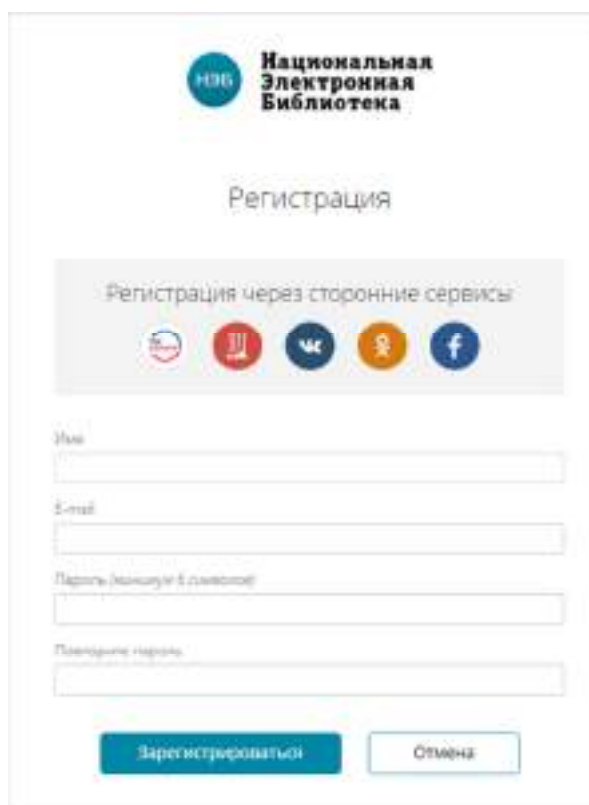 НЭБ
Национальная
Электронная
Библиотека
Регистрация
Регистрация через сторонние сервисы
Имя
E-mail
Пароль (минимум 6 символов)
Повторите пароль
Зарегистрироваться
Отмена